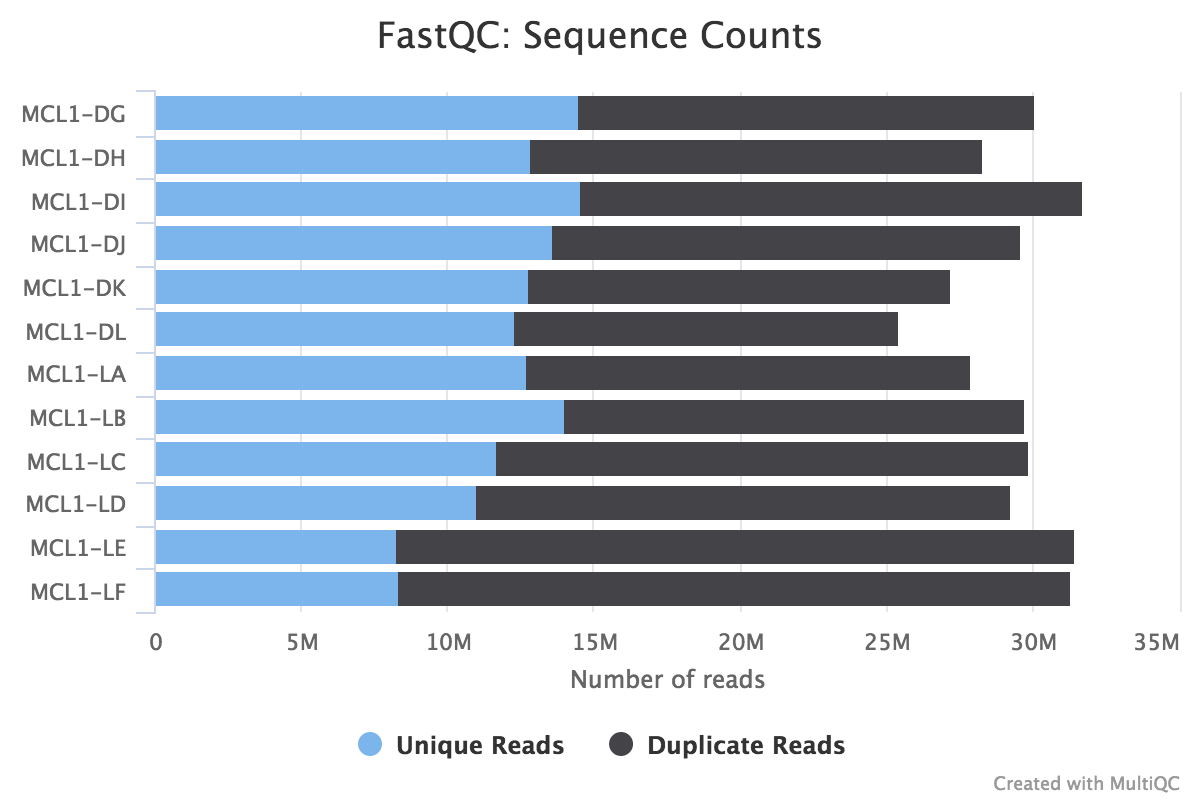 FastQC: Sequence Counts
MCL1-DG
MCL1-DH
MCL1-DI
MCL1-DJ
MCL1-DK
MCL1-DL
MCL1-LA
MCL1-LB
MCL1-LC
MCL1-LD
MCL1-LE
MCL1-LF
0 5M 10M 15M 20M 25M 30M 35M
Number of reads
Unique Reads Duplicate Reads
Created with MultiQC